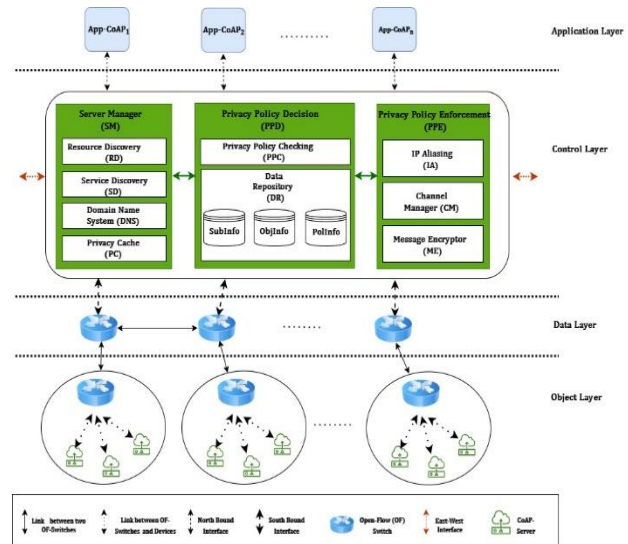 App-CoAP1
App-CoAP2
App-CoAPn
Application Layer
Server Manager
(SM)
Resource Discovery
(RD)
Service Discovery
(SD)
Domain Name
System (DNS)
Privacy Cache
(PC)
Privacy Policy Decision
(PPD)
Privacy Policy Checking
(PPC)
Data
Repository
(DR)
SubInfo
ObjInfo
PolInfo
Privacy Policy Enforcement
(PPE)
IP Aliasing
(IA)
Channel
Manager (CM)
Message Encryptor
(ME)
Control Layer
Data Layer
Object Layer
Link between two
OF-Switches
Link between OF-
Switches and Devices
North Bound
Interface
South Bound
Interface
Open-Flow (OF)
Switch
East-West
Interface
CoAP-
Server